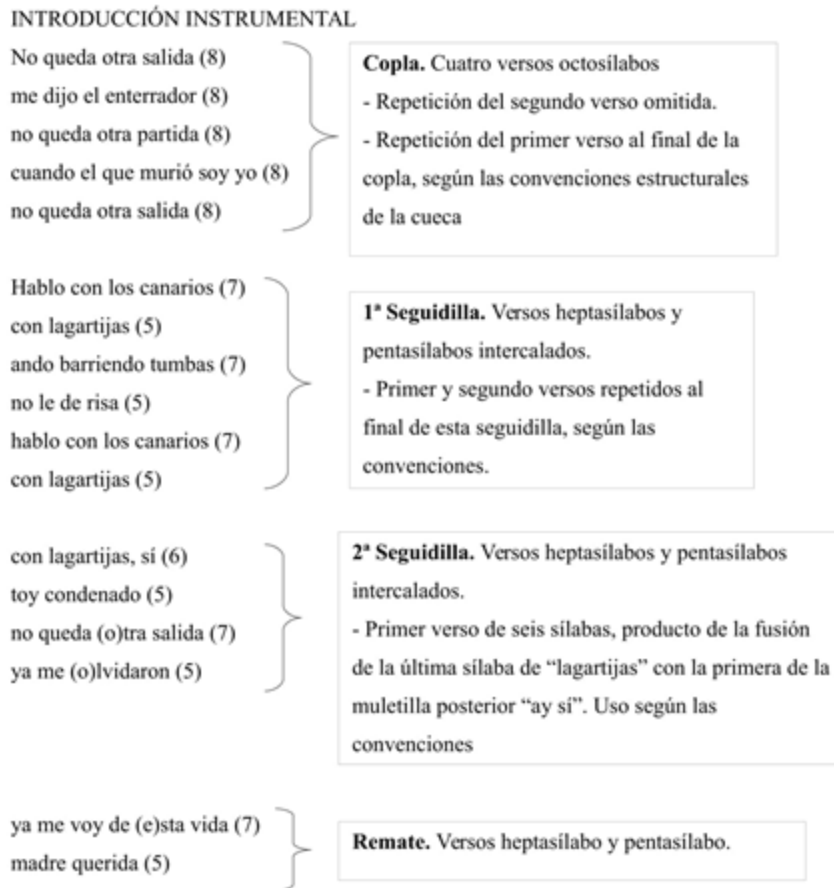 INTRODUCCIÓN INSTRUMENTAL
No queda otra salida (8)
me dijo el enterrador (8)
no queda otra partida (8)
cuando el que murió soy yo (8)
no queda otra salida (8)
Copla. Cuatro versos octosílabos
- Repetición del segundo verso omitida.
- Repetición del primer verso al final de la
copla, según las convenciones estructurales
de la cueca
Hablo con los canarios (7)
con lagartijas (5)
ando barriendo tumbas (7)
no le de risa (5)
hablo con los canarios (7)
con lagartijas (5)
1ª Seguidilla. Versos heptasílabos y
pentasílabos intercalados.
- Primer y segundo versos repetidos al
final de esta seguidilla, según las
convenciones.
con lagartijas, sí (6)
toy condenado (5)
no queda (o)tra salida (7)
ya me (o)lvidaron (5)
2ª Seguidilla. Versos heptasílabos y pentasílabos
intercalados.
- Primer verso de seis sílabas, producto de la fusión
de la última sílaba de “lagartijas” con la primera de la
muletilla posterior “ay sí”. Uso según las
convenciones
ya me voy de (e)sta vida (7)
madre querida (5)
Remate. Versos heptasílabo y pentasílabo.